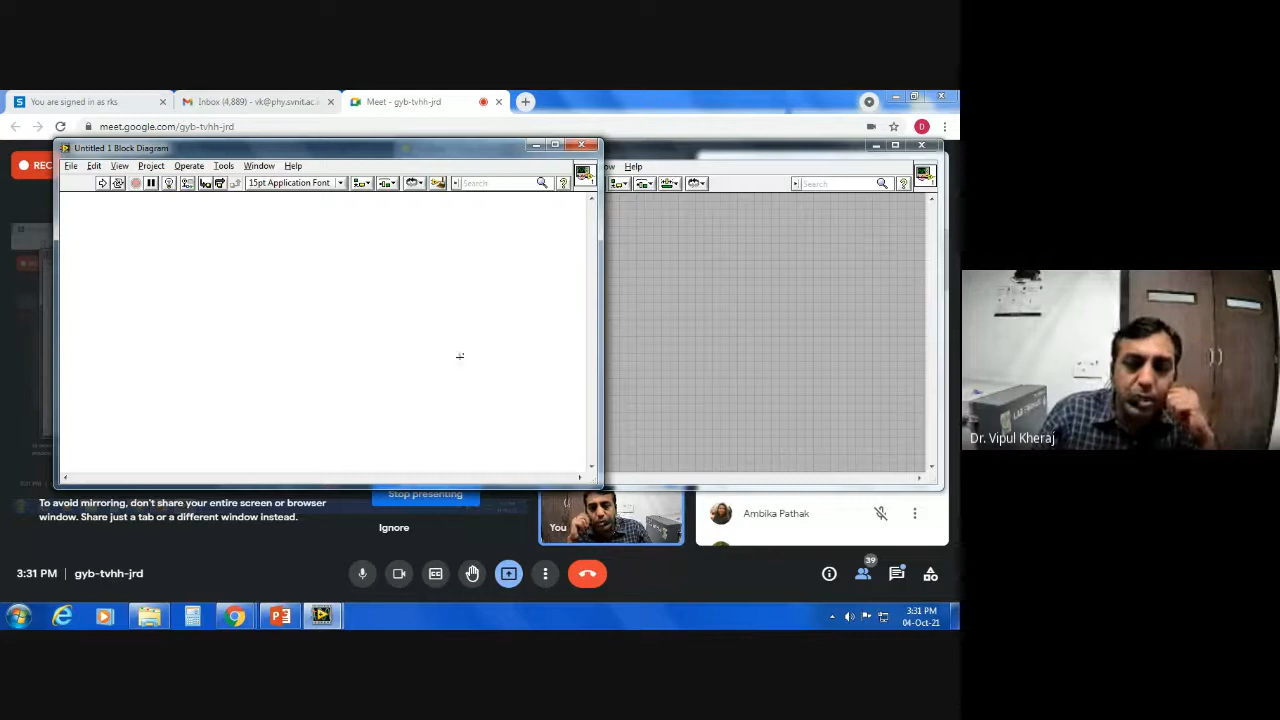 You are signed in as rks
Inbox (4,889) - vk@phy.svnit.ac.
Meet - gyb-tvhh-jrd
meet.google.com/gyb-tvhh-jrd
D
REC
Untitled 1 Block Diagram
File Edit View Project Operate Tools Window Help
15pt Application Font
Search
Help
Search
Dr. Vipul Kheraj
To avoid mirroring, don't share your entire screen or browser
window. Share just a tab or a different window instead.
Stop presenting
Ignore
You
Ambika Pathak
3:31 PM | gyb-tvhh-jrd
39
3:31 PM
04-Oct-21